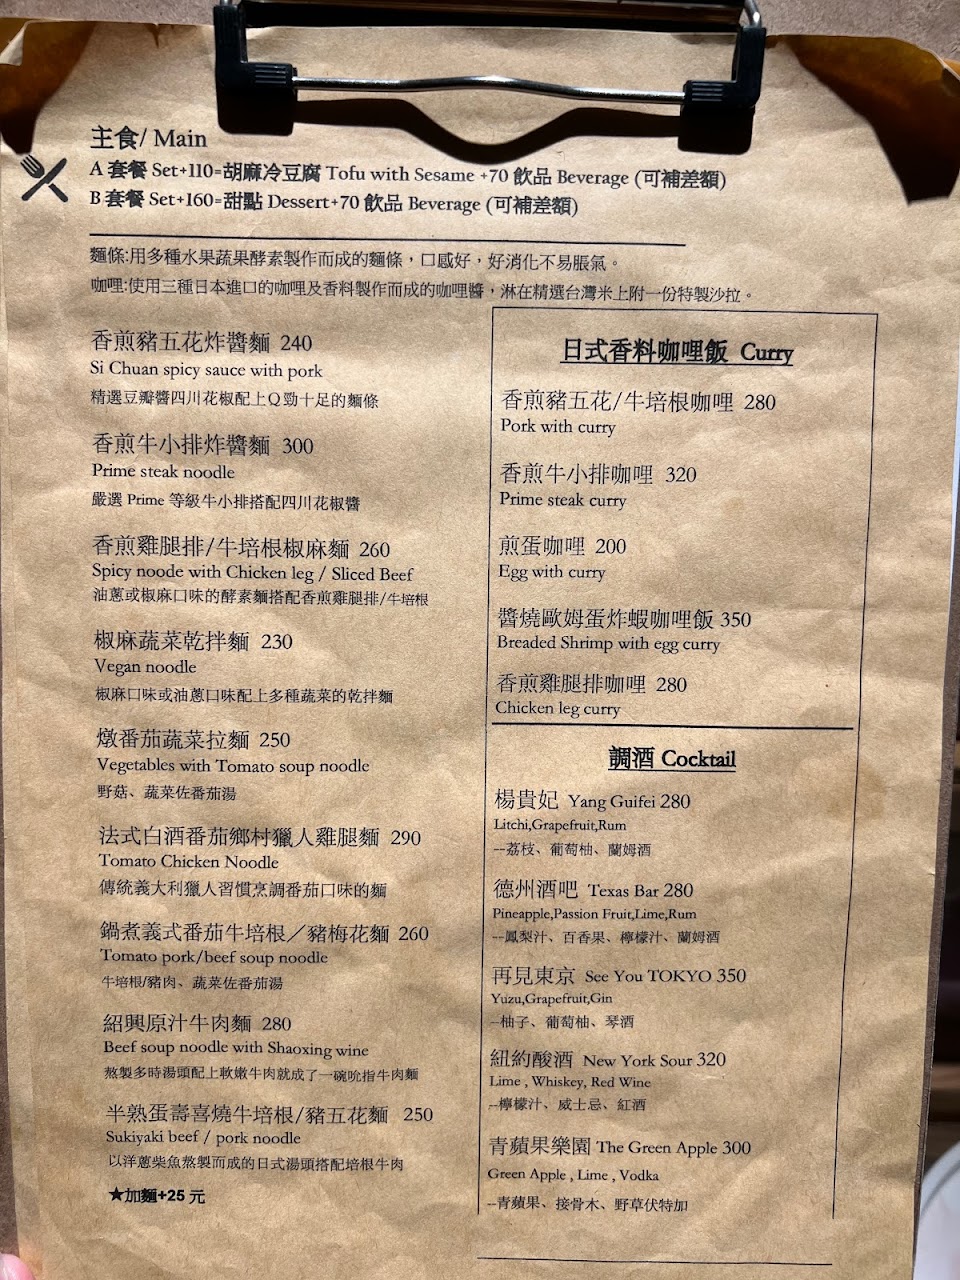 主食/ Main
A 套餐 Set+110=胡麻冷豆腐 Tofu with Sesame +70 飲品 Beverage (可補差額)
B 套餐 Set+160=甜點 Dessert+70 飲品 Beverage (可補差額)
麵條:用多種水果蔬果酵素製作而成的麵條，口感好，好消化不易脹氣。
咖哩:使用三種日本進口的咖哩及香料製作而成的咖哩醬，淋在精選台灣米上附一份特製沙拉。
香煎豬五花炸醬麵 240
Si Chuan spicy sauce with pork
精選豆瓣醬四川花椒配上Q勁十足的麵條
香煎牛小排炸醬麵 300
Prime steak noodle
嚴選 Prime 等級牛小排搭配四川花椒醬
香煎雞腿排/牛培根椒麻麵 260
Spicy noode with Chicken leg / Sliced Beef
油蔥或椒麻口味的酵素麵搭配香煎雞腿排/牛培根
椒麻蔬菜乾拌麵 230
Vegan noodle
椒麻口味或油蔥口味配上多種蔬菜的乾拌麵
燉番茄蔬菜拉麵 250
Vegetables with Tomato soup noodle
野菇、蔬菜佐番茄湯
法式白酒番茄鄉村獵人雞腿麵 290
Tomato Chicken Noodle
傳統義大利獵人習慣烹調番茄口味的麵
鍋煮義式番茄牛培根／豬梅花麵 260
Tomato pork/beef soup noodle
牛培根/豬肉、蔬菜佐番茄湯
紹興原汁牛肉麵 280
Beef soup noodle with Shaoxing wine
熬製多時湯頭配上軟嫩牛肉就成了一碗吮指牛肉麵
半熟蛋壽喜燒牛培根/豬五花麵 250
Sukiyaki beef / pork noodle
以洋蔥柴魚熬製而成的日式湯頭搭配培根牛肉
★加麵+25 元
日式香料咖哩飯 Curry
香煎豬五花/牛培根咖哩 280
Pork with curry
香煎牛小排咖哩 320
Prime steak curry
煎蛋咖哩 200
Egg with curry
醬燒歐姆蛋炸蝦咖哩飯 350
Breaded Shrimp with egg curry
香煎雞腿排咖哩 280
Chicken leg curry
調酒 Cocktail
楊貴妃 Yang Guifei 280
Litchi,Grapefruit,Rum
--荔枝、葡萄柚、蘭姆酒
德州酒吧 Texas Bar 280
Pineapple,Passion Fruit,Lime,Rum
--鳳梨汁、百香果、檸檬汁、蘭姆酒
再見東京 See You TOKYO 350
Yuzu,Grapefruit,Gin
--柚子、葡萄柚、琴酒
紐約酸酒 New York Sour 320
Lime , Whiskey, Red Wine
--檸檬汁、威士忌、紅酒
青蘋果樂園 The Green Apple 300
Green Apple , Lime , Vodka
--青蘋果、接骨木、野草伏特加